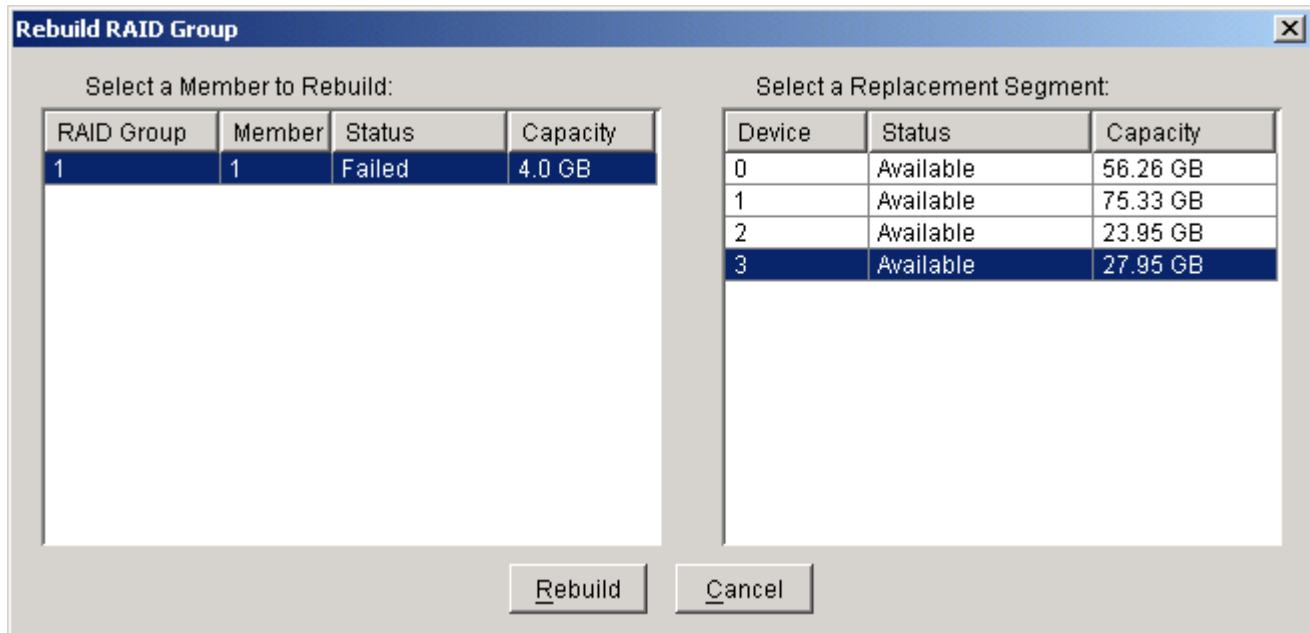 Rebuild RAID Group
Select a Member to Rebuild:
RAID Group Member Status Capacity
1 1 Failed 4.0 GB
Select a Replacement Segment:
Device Status Capacity
0 Available 56.26 GB
1 Available 75.33 GB
2 Available 23.95 GB
3 Available 27.95 GB
Rebuild Cancel